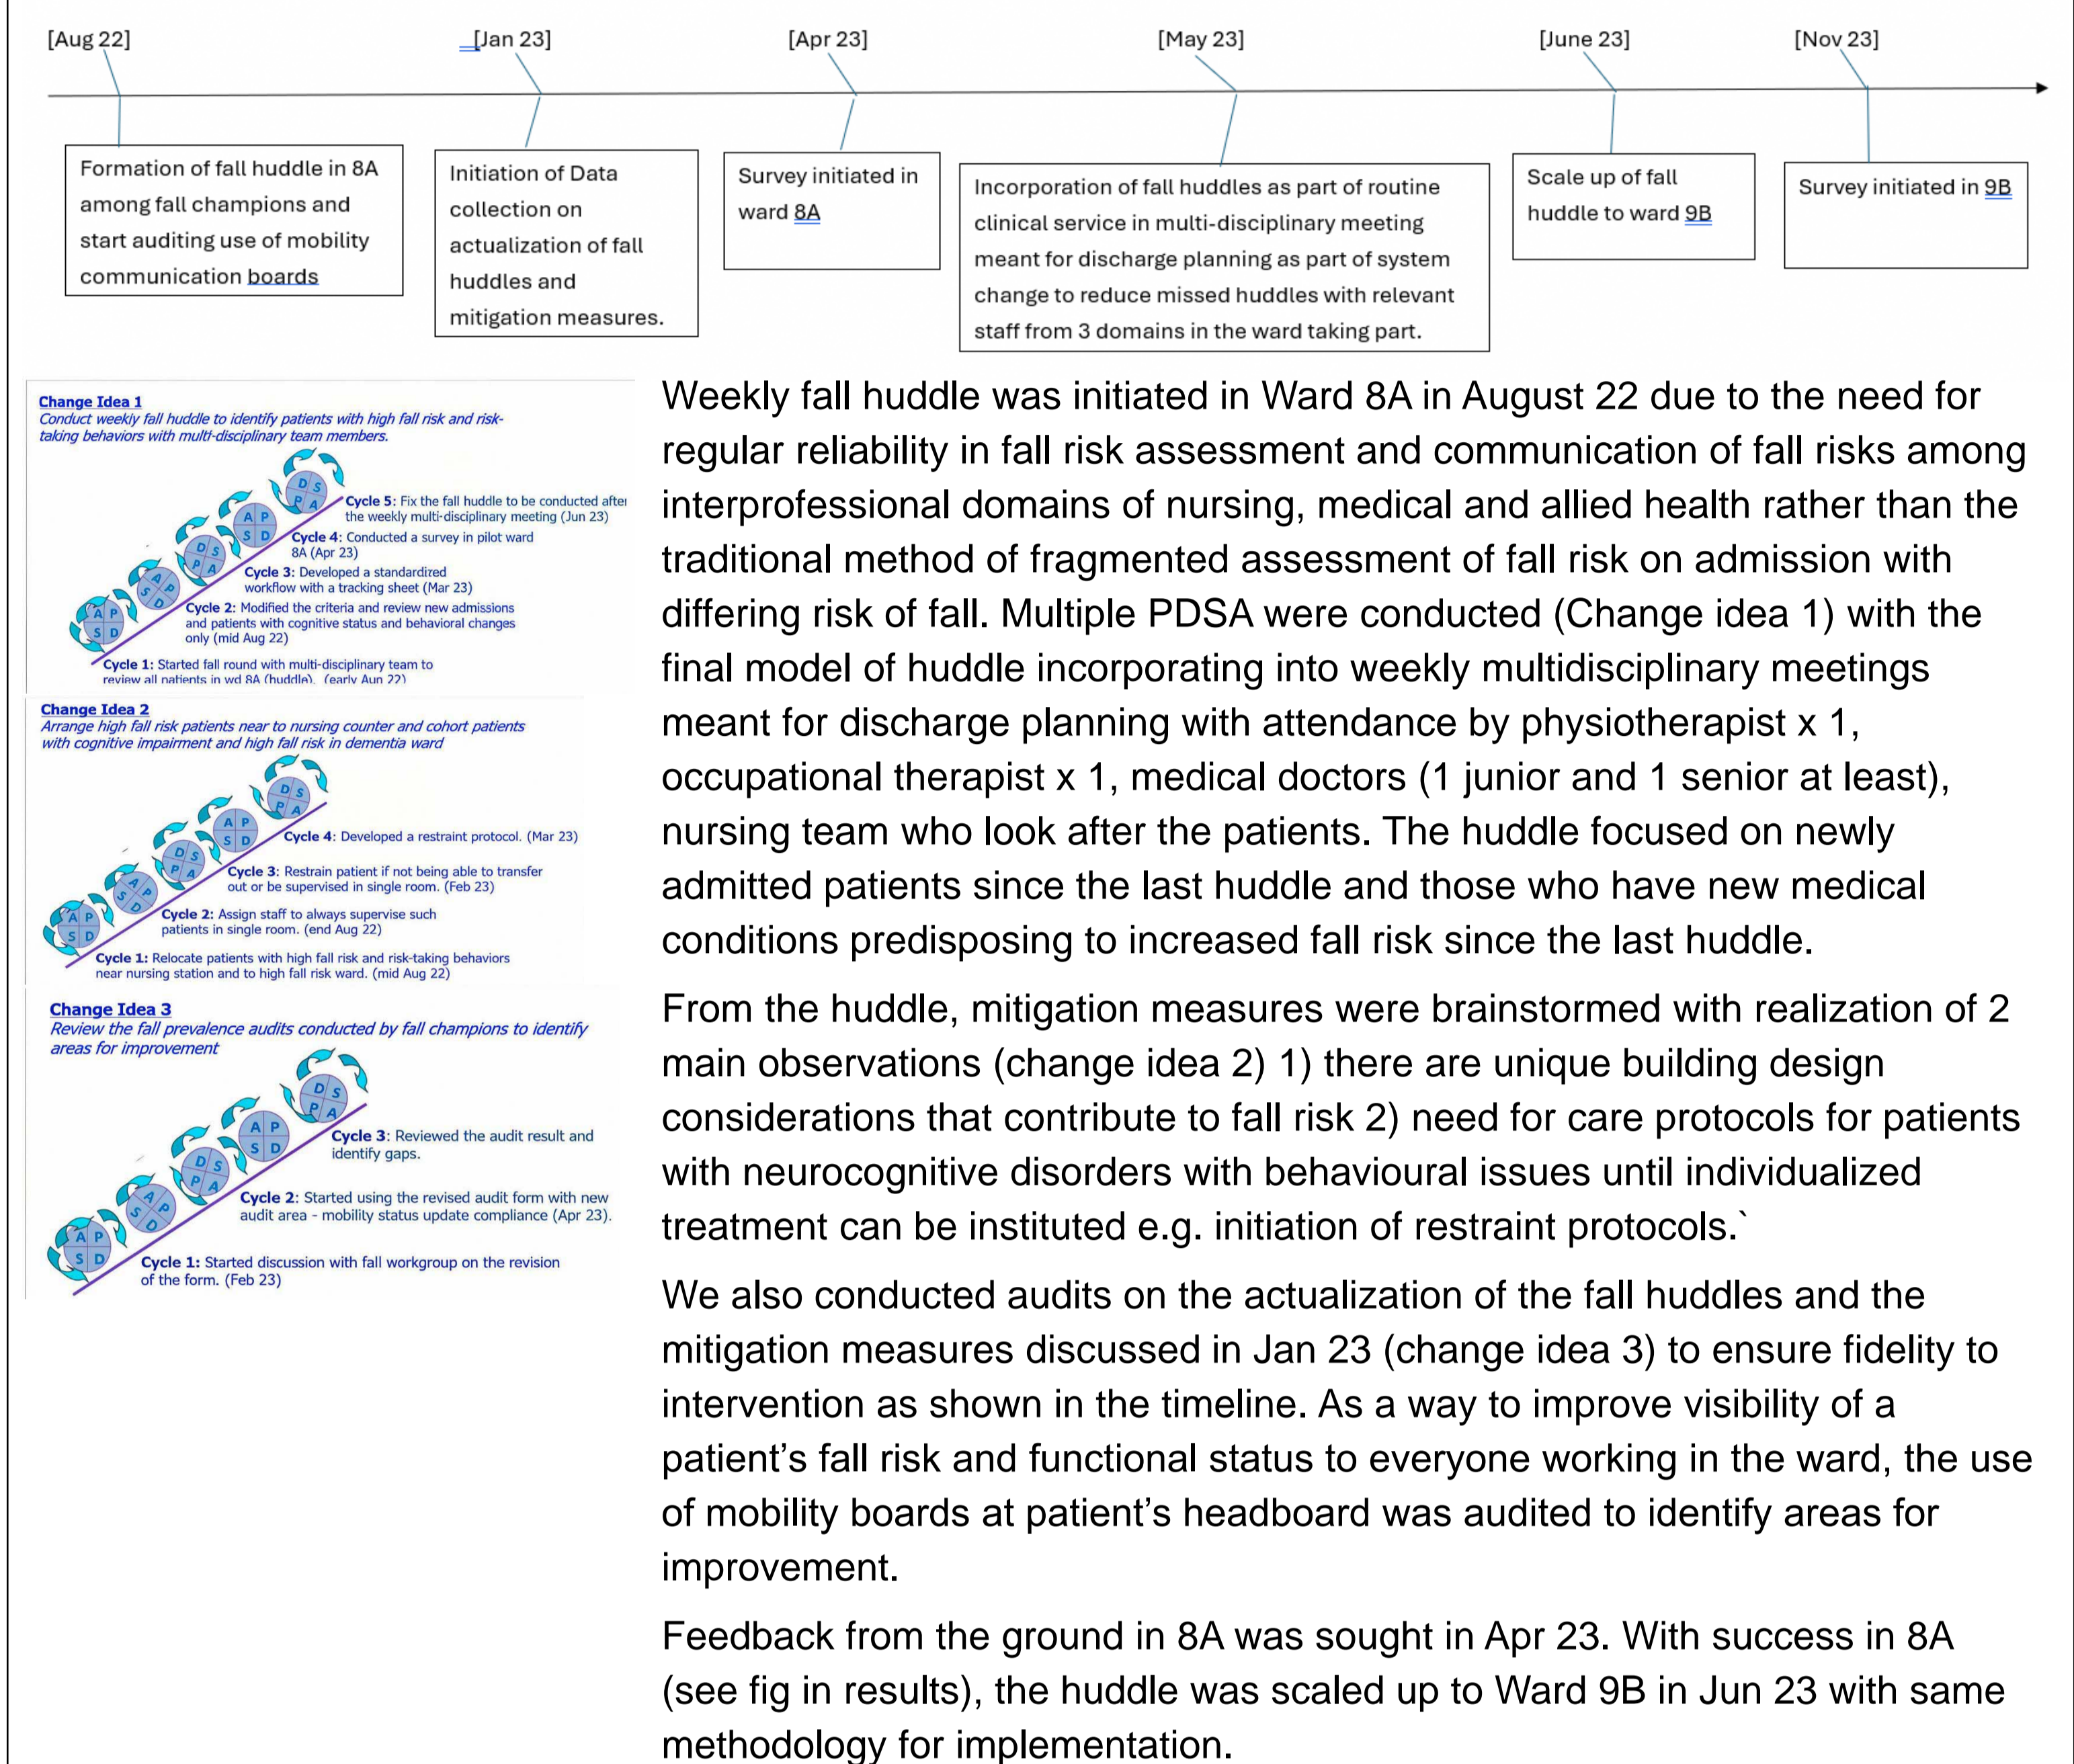 [Aug 22]
[Jan 23]
[Apr 23]
[May 23]
[June 23]
[Nov 23]
Formation of fall huddle in 8A
among fall champions and
start auditing use of mobility
communication boards
Initiation of Data
collection on
actualization of fall
huddles and
mitigation measures.
Survey initiated in
ward 8A
Incorporation of fall huddles as part of routine
clinical service in multi-disciplinary meeting
meant for discharge planning as part of system
change to reduce missed huddles with relevant
staff from 3 domains in the ward taking part.
Scale up of fall
huddle to ward 9B
Survey initiated in 9B
Change Idea 1
Conduct weekly fall huddle to identify patients with high fall risk and risk-
taking behaviors with multi-disciplinary team members.
D S
P A
Cycle 5: Fix the fall huddle to be conducted after
the weekly multi-disciplinary meeting (Jun 23)
A P
S D
Cycle 4: Conducted a survey in pilot ward
8A (Apr 23)
D S
P A
Cycle 3: Developed a standardized
workflow with a tracking sheet (Mar 23)
A P
S D
Cycle 2: Modified the criteria and review new admissions
and patients with cognitive status and behavioral changes
only (mid Aug 22)
A P
S D
Cycle 1: Started fall round with multi-disciplinary team to
review all patients in wd 8A (huddle). (early Aug 22)
Change Idea 2
Arrange high fall risk patients near to nursing counter and cohort patients
with cognitive impairment and high fall risk in dementia ward
D S
P A
A P
S D
Cycle 4: Developed a restraint protocol. (Mar 23)
D S
P A
Cycle 3: Restrain patient if not being able to transfer
out or be supervised in single room. (Feb 23)
A P
S D
Cycle 2: Assign staff to always supervise such
patients in single room. (end Aug 22)
A P
S D
Cycle 1: Relocate patients with high fall risk and risk-taking behaviors
near nursing station and to high fall risk ward. (mid Aug 22)
Change Idea 3
Review the fall prevalence audits conducted by fall champions to identify
areas for improvement
D S
P A
A P
S D
Cycle 3: Reviewed the audit result and
identify gaps.
D S
P A
Cycle 2: Started using the revised audit form with new
audit area - mobility status update compliance (Apr 23).
A P
S D
A P
S D
Cycle 1: Started discussion with fall workgroup on the revision
of the form. (Feb 23)
Weekly fall huddle was initiated in Ward 8A in August 22 due to the need for
regular reliability in fall risk assessment and communication of fall risks among
interprofessional domains of nursing, medical and allied health rather than the
traditional method of fragmented assessment of fall risk on admission with
differing risk of fall. Multiple PDSA were conducted (Change idea 1) with the
final model of huddle incorporating into weekly multidisciplinary meetings
meant for discharge planning with attendance by physiotherapist x 1,
occupational therapist x 1, medical doctors (1 junior and 1 senior at least),
nursing team who look after the patients. The huddle focused on newly
admitted patients since the last huddle and those who have new medical
conditions predisposing to increased fall risk since the last huddle.
From the huddle, mitigation measures were brainstormed with realization of 2
main observations (change idea 2) 1) there are unique building design
considerations that contribute to fall risk 2) need for care protocols for patients
with neurocognitive disorders with behavioural issues until individualized
treatment can be instituted e.g. initiation of restraint protocols.`
We also conducted audits on the actualization of the fall huddles and the
mitigation measures discussed in Jan 23 (change idea 3) to ensure fidelity to
intervention as shown in the timeline. As a way to improve visibility of a
patient’s fall risk and functional status to everyone working in the ward, the use
of mobility boards at patient’s headboard was audited to identify areas for
improvement.
Feedback from the ground in 8A was sought in Apr 23. With success in 8A
(see fig in results), the huddle was scaled up to Ward 9B in Jun 23 with same
methodology for implementation.